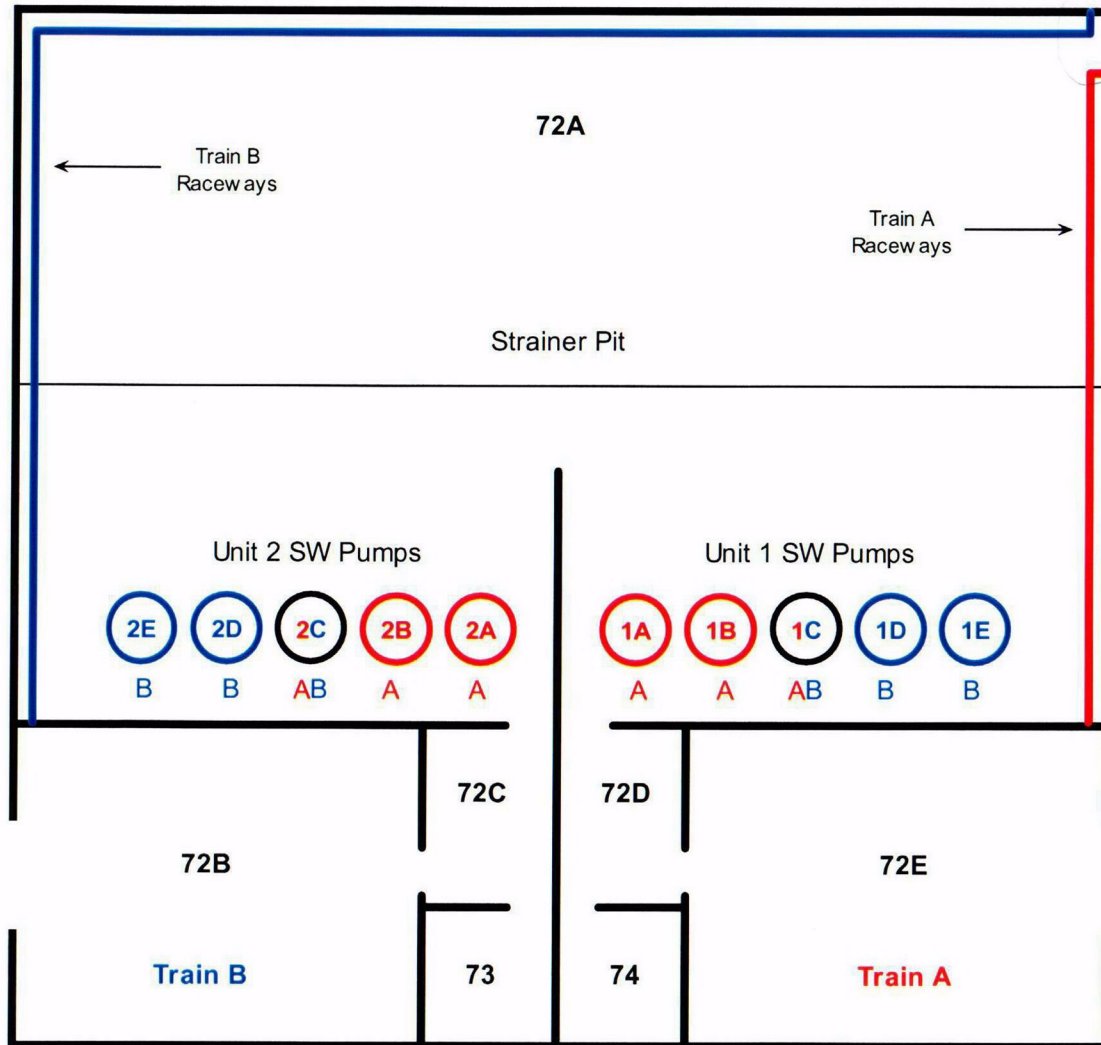 72A
Train B
Raceways
Train A
Raceways
Strainer Pit
Unit 2 SW Pumps
Unit 1 SW Pumps
2E 2D 2C 2B 2A 1A 1B 1C 1D 1E
B B AB A A A A AB B B
72C 72D
72B 72E
Train B 73 74 Train A